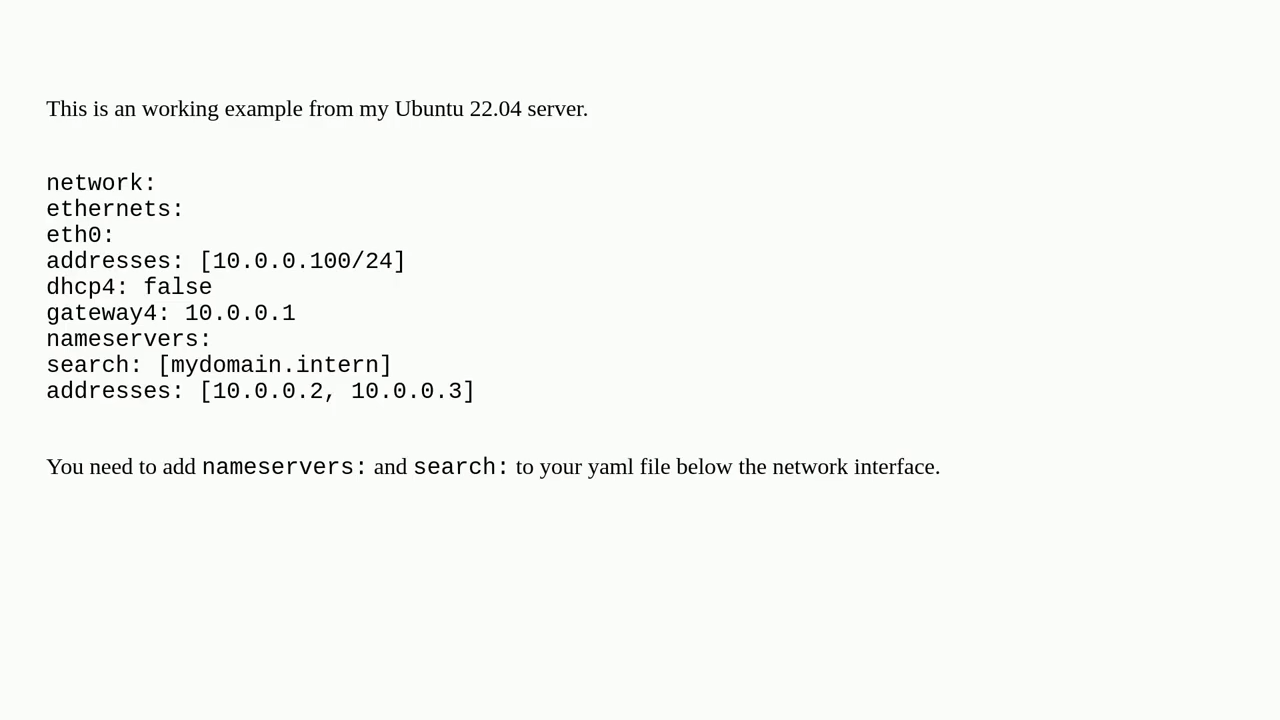 This is an working example from my Ubuntu 22.04 server.
network:
ethernets:
eth0:
addresses: [10.0.0.100/24]
dhcp4: false
gateway4: 10.0.0.1
nameservers:
search: [mydomain.intern]
addresses: [10.0.0.2, 10.0.0.3]
You need to add nameservers: and search: to your yaml file below the network interface.